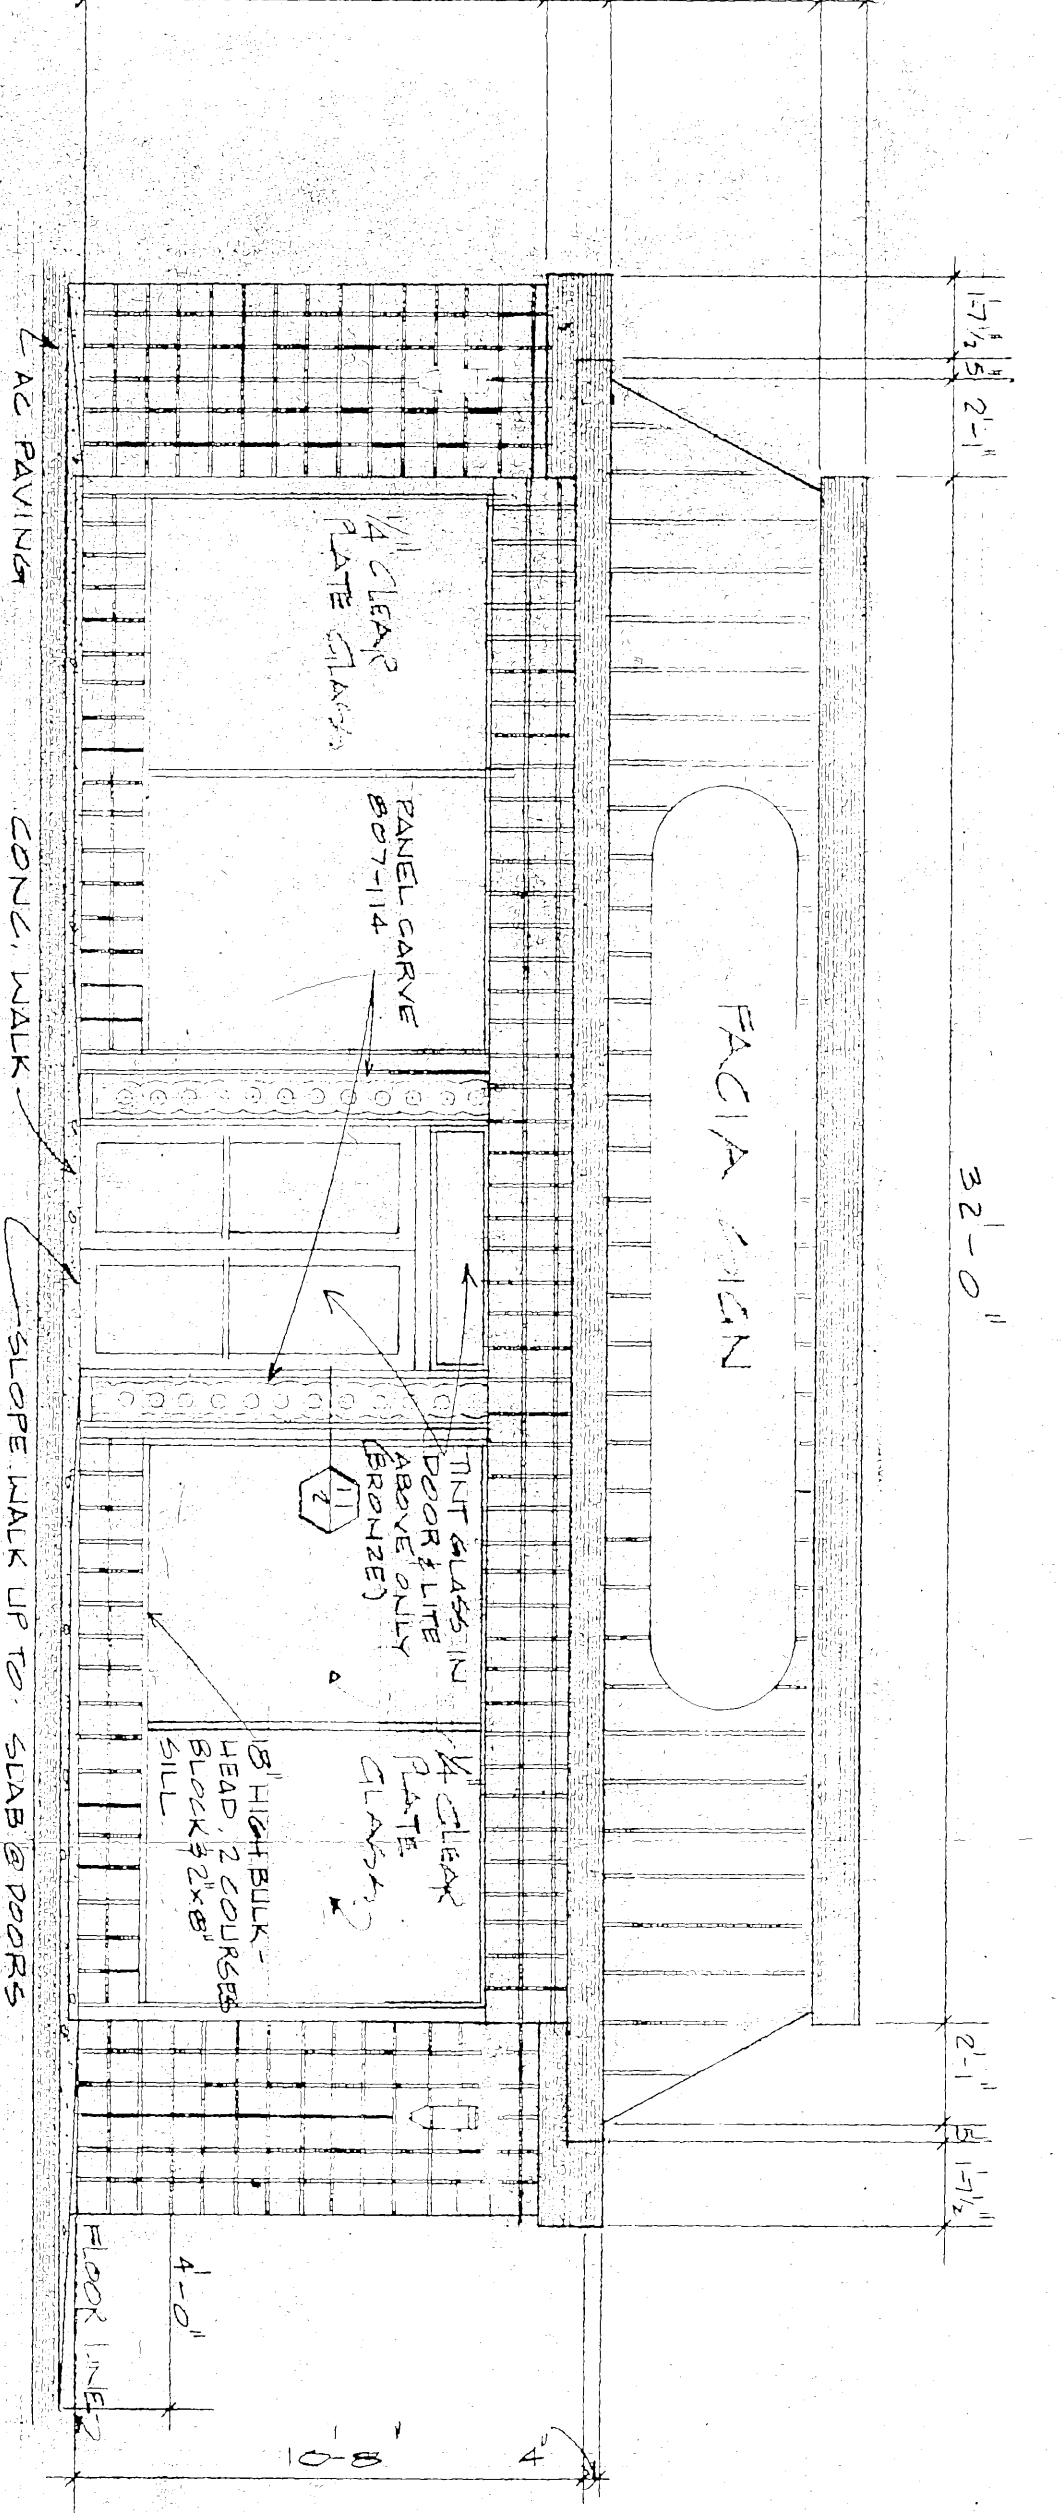 1'-7½"
5"
2'-1"
32'-0"
2'-1"
5"
1'-7½"
FACIA SIGN
¼" CLEAR
PLATE GLASS
PANEL CARVE
807-114
TINT GLASS IN
DOOR & LITE
ABOVE ONLY
(BRONZE)
11
2
¼" CLEAR
PLATE
GLASS
18" HIGH BULK-
HEAD, 2 COURSES
BLOCK & 2"x8"
SILL
4"
10-8"
4'-0"
FLOOR LINE
AC PAVING
CONC. WALK
SLOPE WALK UP TO SLAB @ DOORS